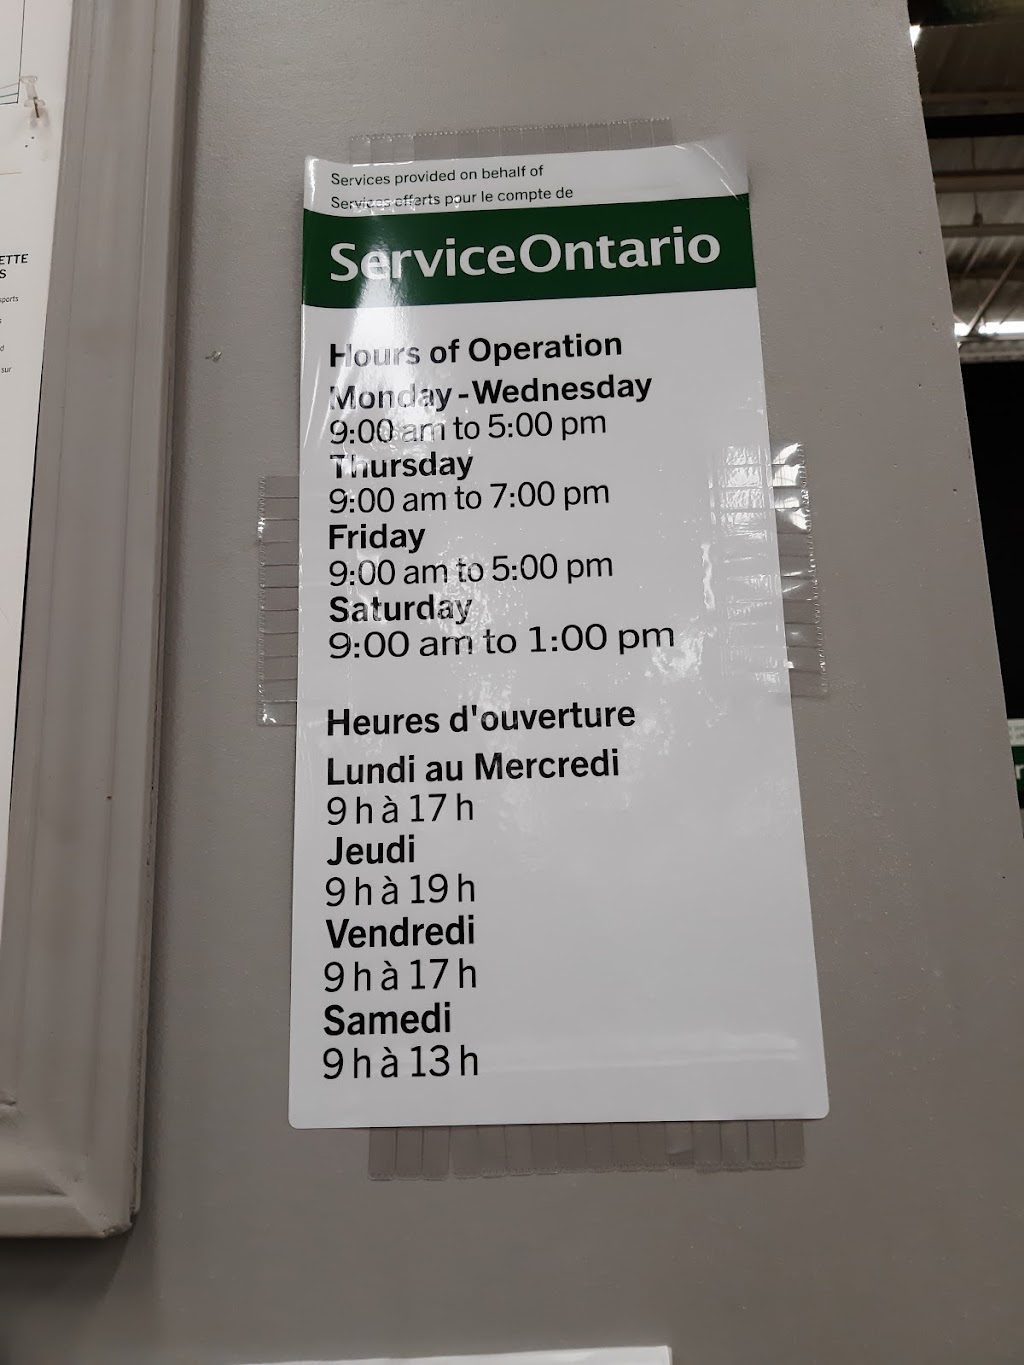 ETTE
S
sports
s
d
sur
Services provided on behalf of
Services offerts pour le compte de
ServiceOntario
Hours of Operation
Monday - Wednesday
9:00 am to 5:00 pm
Thursday
9:00 am to 7:00 pm
Friday
9:00 am to 5:00 pm
Saturday
9:00 am to 1:00 pm
Heures d'ouverture
Lundi au Mercredi
9 h à 17 h
Jeudi
9 h à 19 h
Vendredi
9 h à 17 h
Samedi
9 h à 13 h